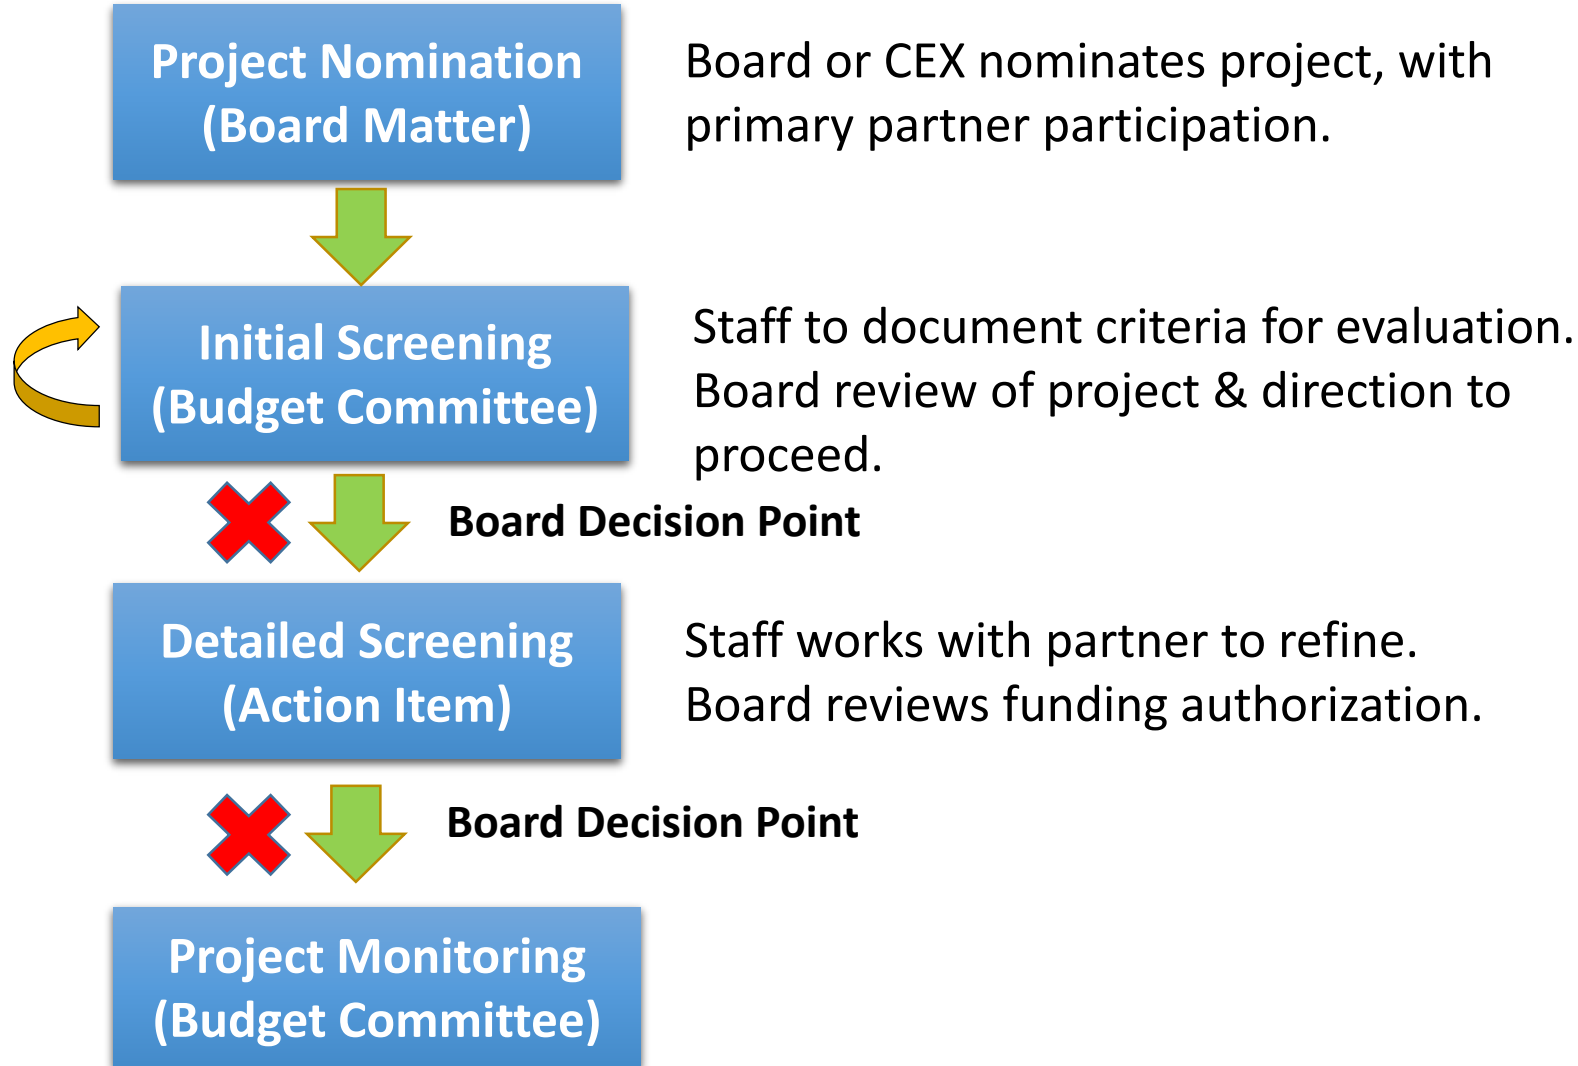 Project Nomination
(Board Matter)
Board or CEX nominates project, with
primary partner participation.
Initial Screening
(Budget Committee)
Staff to document criteria for evaluation.
Board review of project & direction to
proceed.
Board Decision Point
Detailed Screening
(Action Item)
Staff works with partner to refine.
Board reviews funding authorization.
Board Decision Point
Project Monitoring
(Budget Committee)